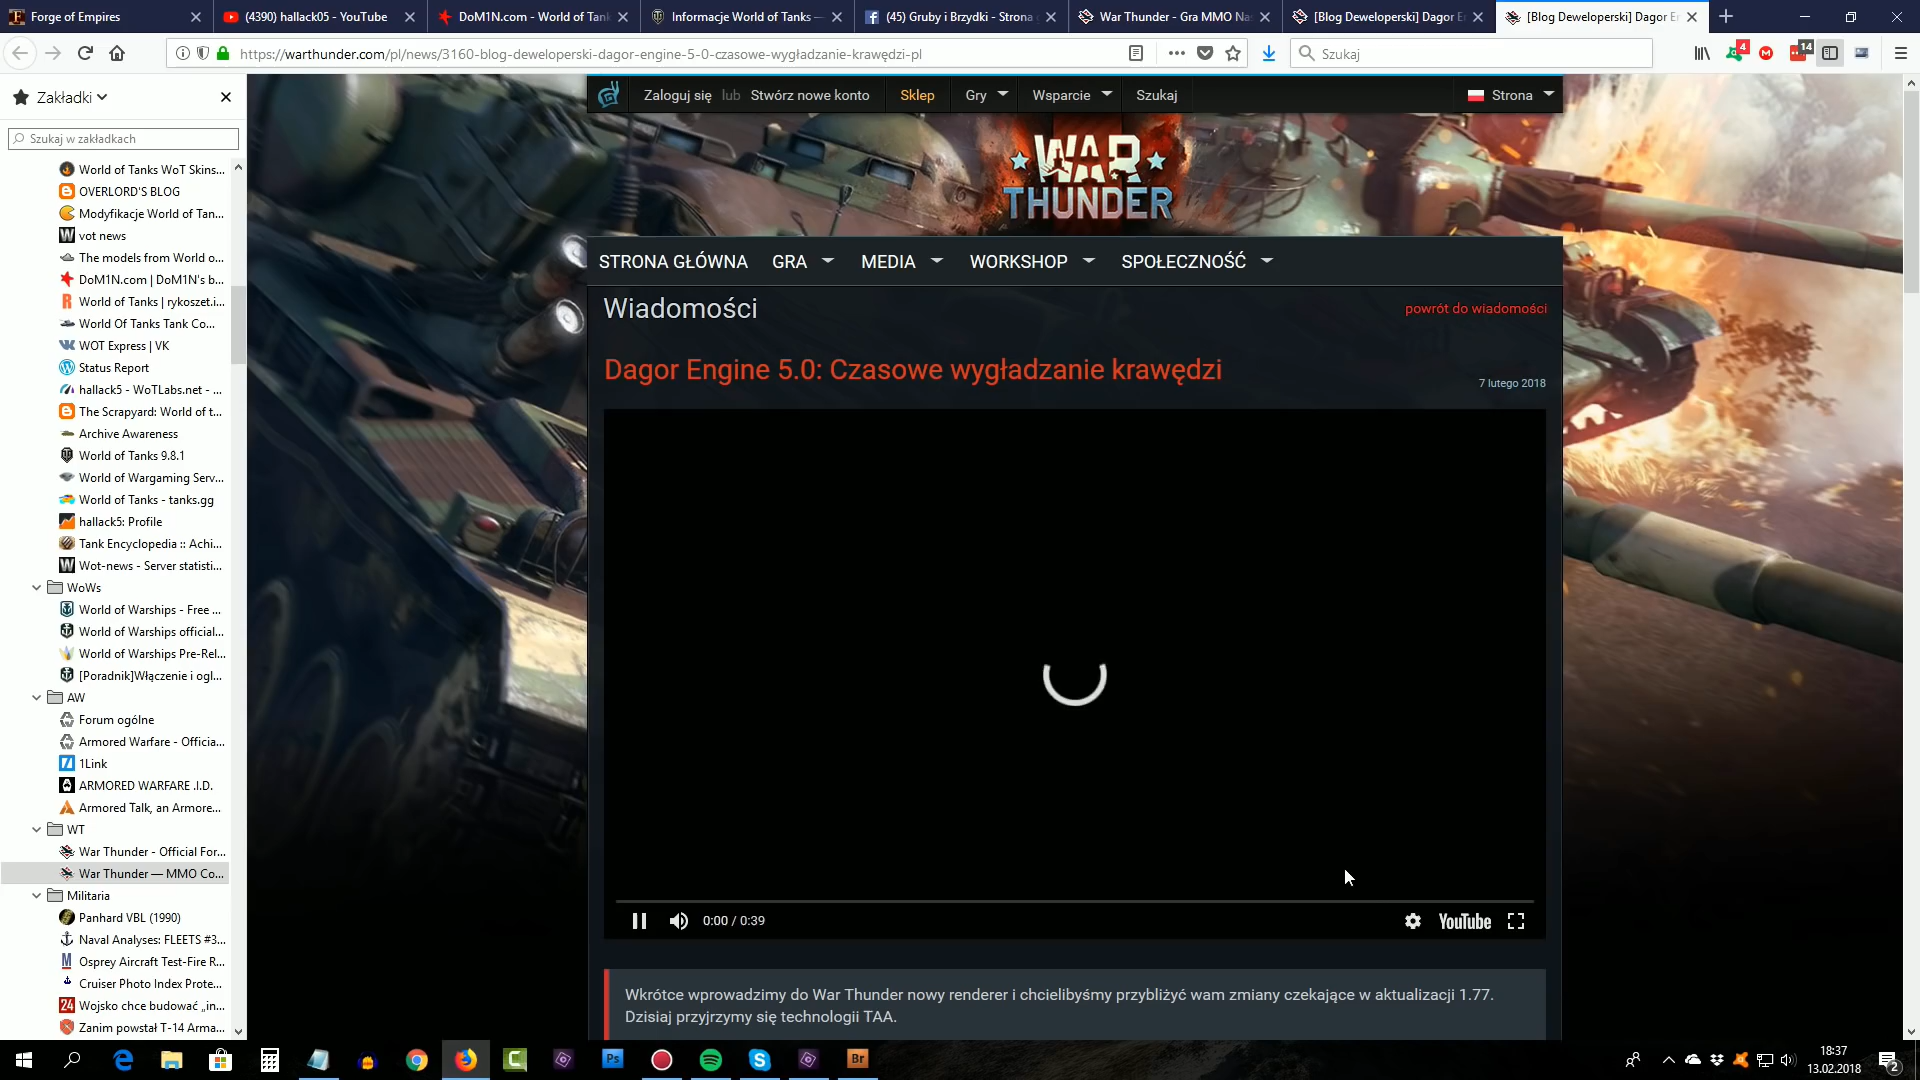 Forge of Empires
(4390) hallack05 - YouTube
DoM1N.com - World of Tank
Informacje World of Tanks —
(45) Gruby i Brzydki - Strona g
War Thunder - Gra MMO Na
[Blog Deweloperski] Dagor E
[Blog Deweloperski] Dagor E
https://warthunder.com/pl/news/3160-blog-deweloperski-dagor-engine-5-0-czasowe-wygładzanie-krawędzi-pl
Szukaj
4
14
Zakładki
Szukaj w zakładkach
World of Tanks WoT Skins...
OVERLORD'S BLOG
Modyfikacje World of Tan...
vot news
The models from World o...
DoM1N.com | DoM1N's b...
World of Tanks | rykoszet.i...
World Of Tanks Tank Co...
WOT Express | VK
Status Report
hallack5 - WoTLabs.net - ...
The Scrapyard: World of t...
Archive Awareness
World of Tanks 9.8.1
World of Wargaming Serv...
World of Tanks - tanks.gg
hallack5: Profile
Tank Encyclopedia :: Achi...
Wot-news - Server statisti...
WoWs
World of Warships - Free ...
World of Warships official...
World of Warships Pre-Rel...
[Poradnik]Włączenie i ogl...
AW
Forum ogólne
Armored Warfare - Officia...
1Link
ARMORED WARFARE .I.D.
Armored Talk, an Armore...
WT
War Thunder - Official For...
War Thunder — MMO Co...
Militaria
Panhard VBL (1990)
Naval Analyses: FLEETS #3...
Osprey Aircraft Test-Fire R...
Cruiser Photo Index Prote...
Wojsko chce budować „in...
Zanim powstał T-14 Arma...
Zaloguj się lub Stwórz nowe konto
Sklep
Gry
Wsparcie
Szukaj
Strona
WAR
THUNDER
STRONA GŁÓWNA
GRA
MEDIA
WORKSHOP
SPOŁECZNOŚĆ
Wiadomości
powrót do wiadomości
Dagor Engine 5.0: Czasowe wygładzanie krawędzi
7 lutego 2018
0:00 / 0:39
YouTube
Wkrótce wprowadzimy do War Thunder nowy renderer i chcielibyśmy przybliżyć wam zmiany czekające w aktualizacji 1.77.
Dzisiaj przyjrzymy się technologii TAA.
Ps
Br
18:37
13.02.2018
2